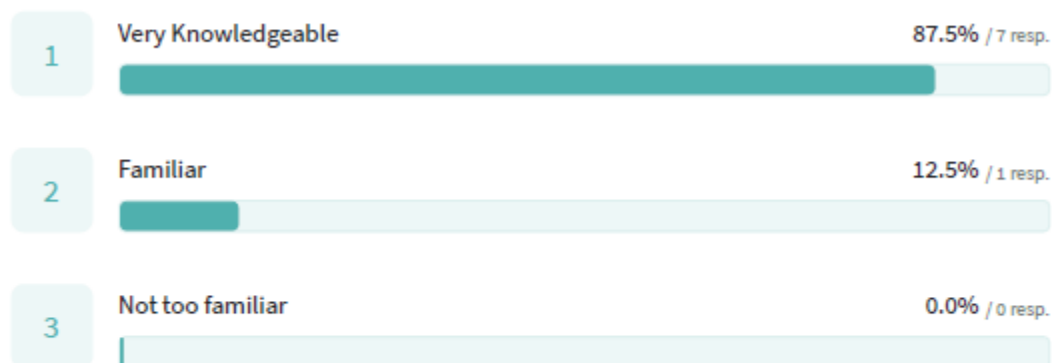 1
Very Knowledgeable 87.5% / 7 resp.
2
Familiar 12.5% / 1 resp.
3
Not too familiar 0.0% / 0 resp.